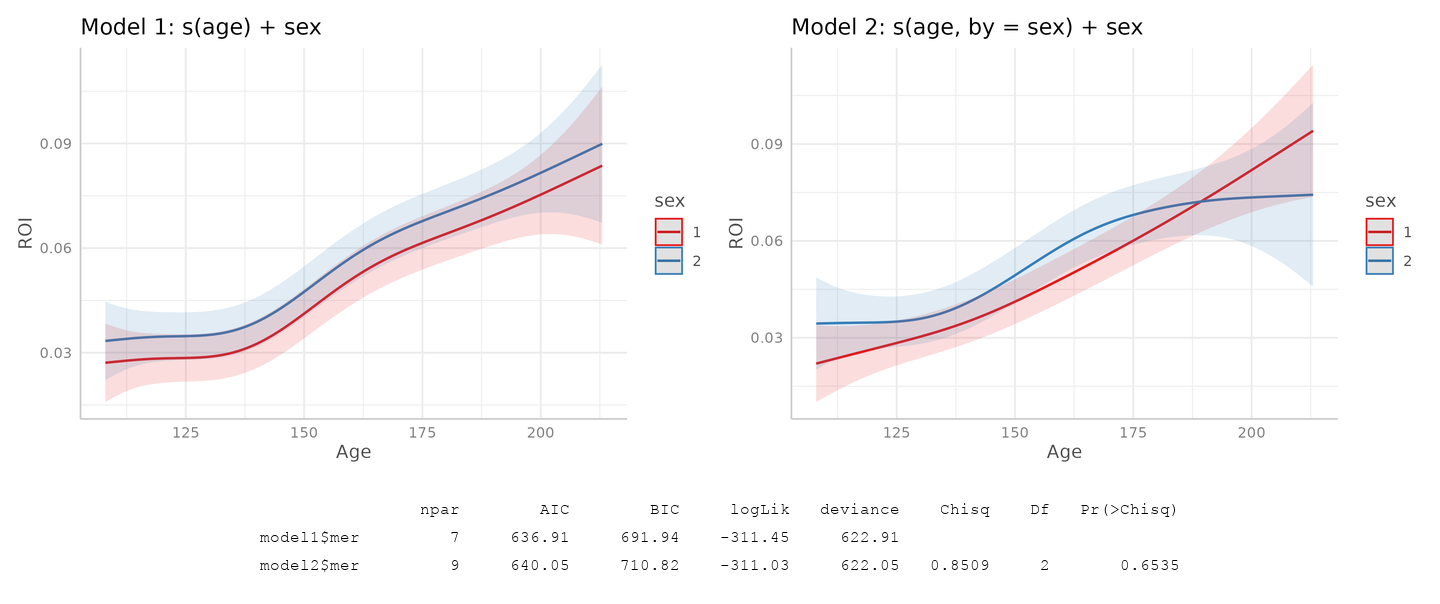 Model 1: s(age) + sex
0.09
0.06
0.03
125 150 175 200
Age
ROI
sex
1
2
Model 2: s(age, by = sex) + sex
0.09
0.06
0.03
125 150 175 200
Age
ROI
sex
1
2
npar AIC BIC logLik deviance Chisq Df Pr(>Chisq)
model1$mer 7 636.91 691.94 -311.45 622.91
model2$mer 9 640.05 710.82 -311.03 622.05 0.8509 2 0.6535